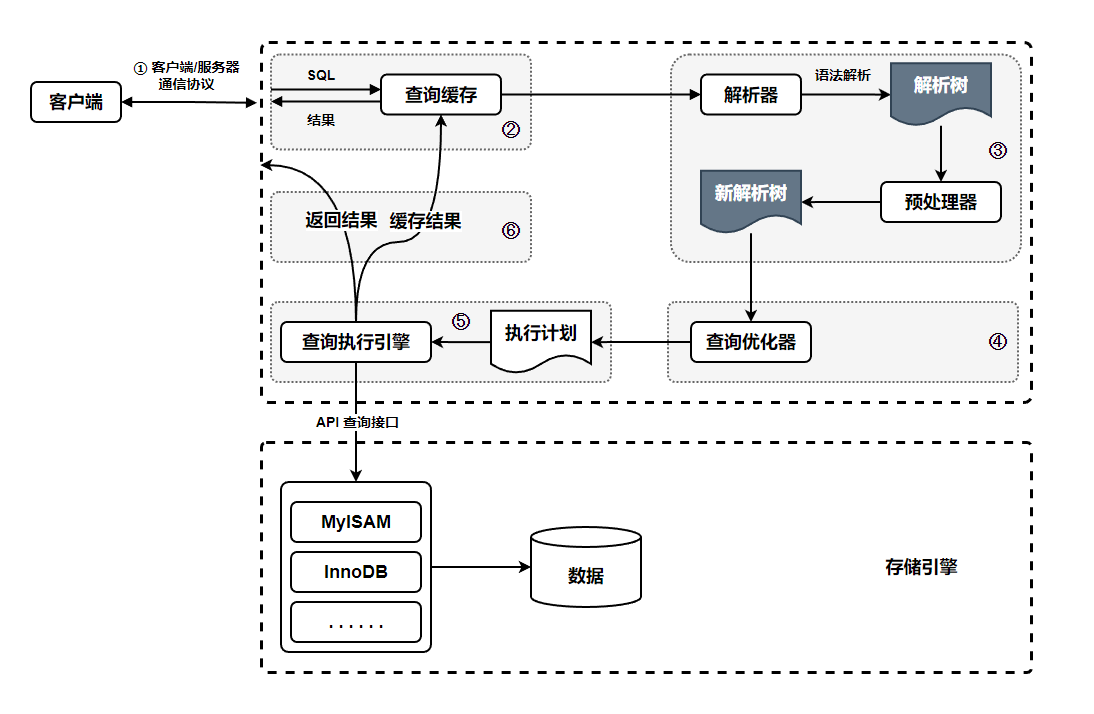 ① 客户端/服务器
通信协议
客户端
SQL
查询缓存
结果
②
解析器
语法解析
解析树
③
新解析树
预处理器
返回结果
缓存结果
⑥
查询执行引擎
⑤
执行计划
查询优化器
④
API 查询接口
MyISAM
InnoDB
......
数据
存储引擎